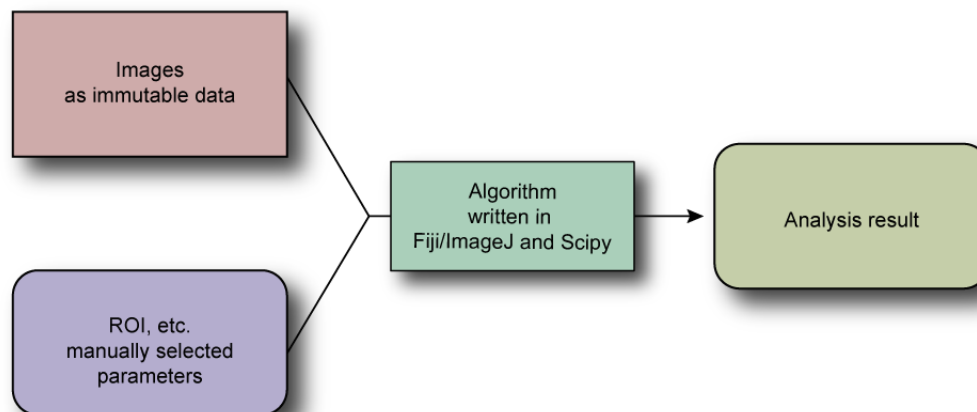 Images
as immutable data
ROI, etc.
manually selected
parameters
Algorithm
written in
Fiji/ImageJ and Scipy
Analysis result